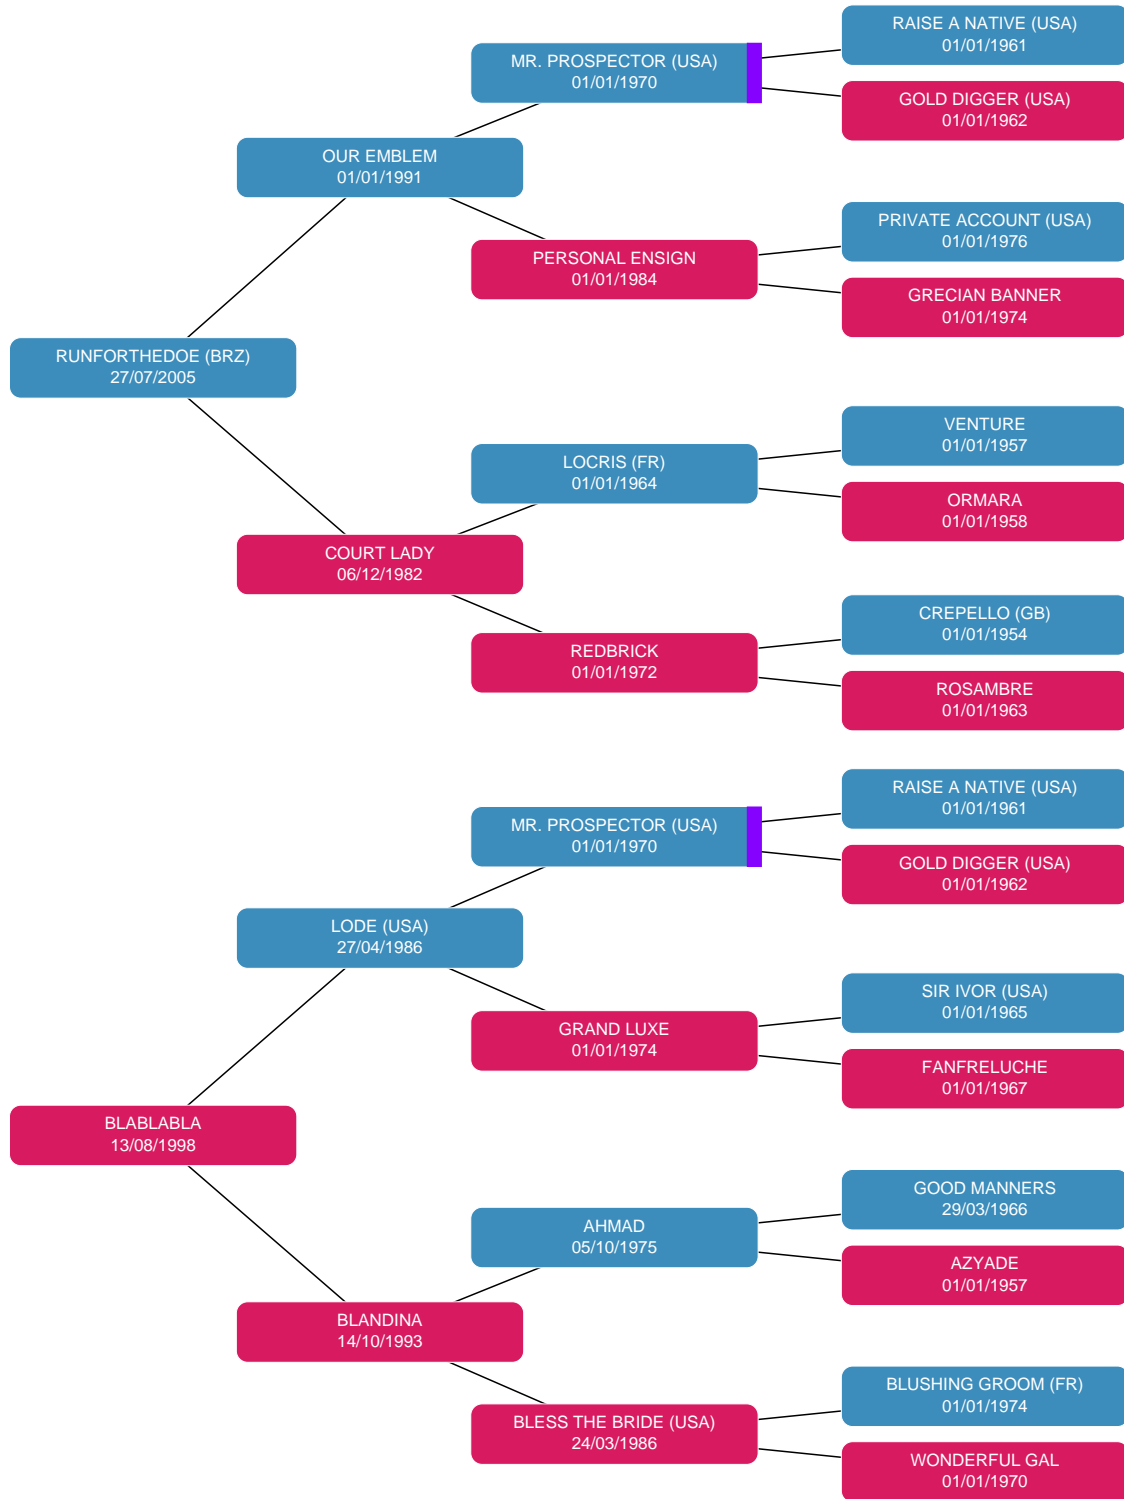 RAISE A NATIVE (USA)
01/01/1961
MR. PROSPECTOR (USA)
01/01/1970
GOLD DIGGER (USA)
01/01/1962
OUR EMBLEM
01/01/1991
PRIVATE ACCOUNT (USA)
01/01/1976
PERSONAL ENSIGN
01/01/1984
GRECIAN BANNER
01/01/1974
RUNFORTHEDOE (BRZ)
27/07/2005
VENTURE
01/01/1957
LOCRIS (FR)
01/01/1964
ORMARA
01/01/1958
COURT LADY
06/12/1982
CREPELLO (GB)
01/01/1954
REDBRICK
01/01/1972
ROSAMBRE
01/01/1963
RAISE A NATIVE (USA)
01/01/1961
MR. PROSPECTOR (USA)
01/01/1970
GOLD DIGGER (USA)
01/01/1962
LODE (USA)
27/04/1986
SIR IVOR (USA)
01/01/1965
GRAND LUXE
01/01/1974
FANFRELUCHE
01/01/1967
BLABLABLA
13/08/1998
GOOD MANNERS
29/03/1966
AHMAD
05/10/1975
AZYADE
01/01/1957
BLANDINA
14/10/1993
BLUSHING GROOM (FR)
01/01/1974
BLESS THE BRIDE (USA)
24/03/1986
WONDERFUL GAL
01/01/1970